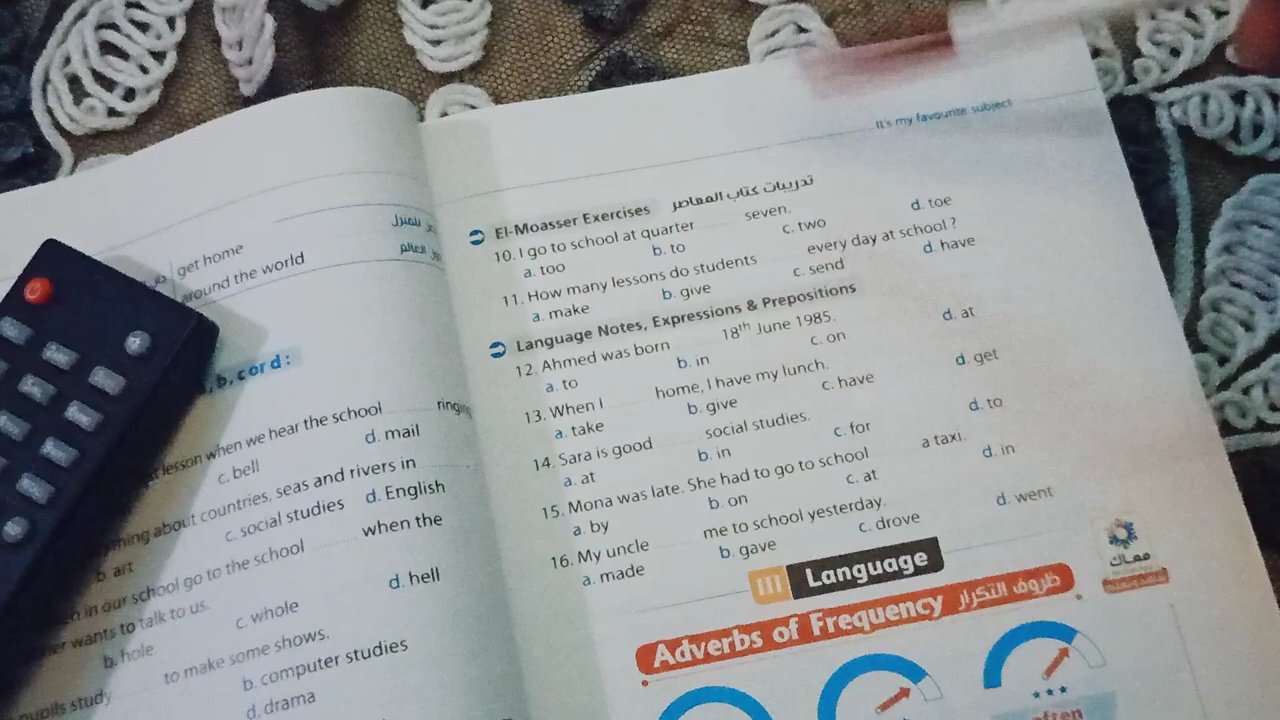 للمنزل
get home
around the world
العالم
, b, c or d :
lesson when we hear the school ........ ringing
c. bell d. mail
about countries, seas and rivers in ........
b. art c. social studies d. English
in our school go to the school ........ when the
wants to talk to us.
b. hole c. whole d. hell
pupils study ........ to make some shows.
b. computer studies
d. drama
It's my favourite subject
El-Moasser Exercises تدريبات كتاب المعاصر
10. I go to school at quarter ........ seven.
a. too b. to c. two d. toe
11. How many lessons do students ........ every day at school ?
a. make b. give c. send d. have
Language Notes, Expressions & Prepositions
12. Ahmed was born ........ 18th June 1985.
a. to b. in c. on d. at
13. When I ........ home, I have my lunch.
a. take b. give c. have d. get
14. Sara is good ........ social studies.
a. at b. in c. for d. to
15. Mona was late. She had to go to school ........ a taxi.
a. by b. on c. at d. in
16. My uncle ........ me to school yesterday.
a. made b. gave c. drove d. went
III Language
Adverbs of Frequency ظروف التكرار
معاك
often